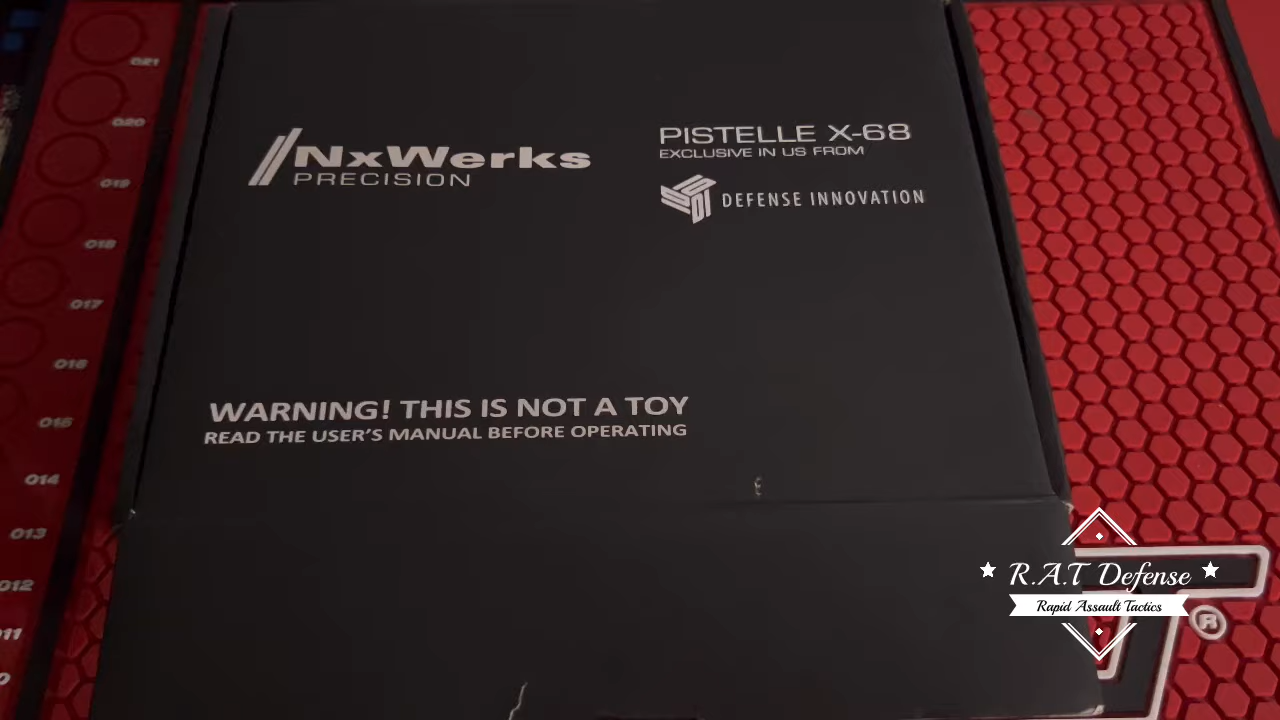 021
020
019
018
017
016
015
014
013
012
011
NxWerks
PRECISION
PISTELLE X-68
EXCLUSIVE IN US FROM
DEFENSE INNOVATION
WARNING! THIS IS NOT A TOY
READ THE USER'S MANUAL BEFORE OPERATING
R.A.T Defense
Rapid Assault Tactics
®